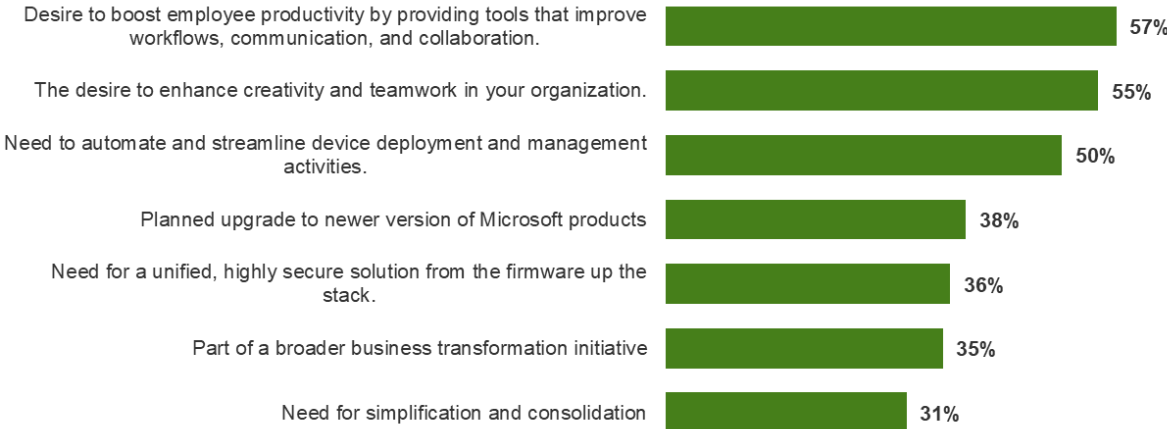 Desire to boost employee productivity by providing tools that improve
workflows, communication, and collaboration.
57%
The desire to enhance creativity and teamwork in your organization.
55%
Need to automate and streamline device deployment and management
activities.
50%
Planned upgrade to newer version of Microsoft products
38%
Need for a unified, highly secure solution from the firmware up the
stack.
36%
Part of a broader business transformation initiative
35%
Need for simplification and consolidation
31%